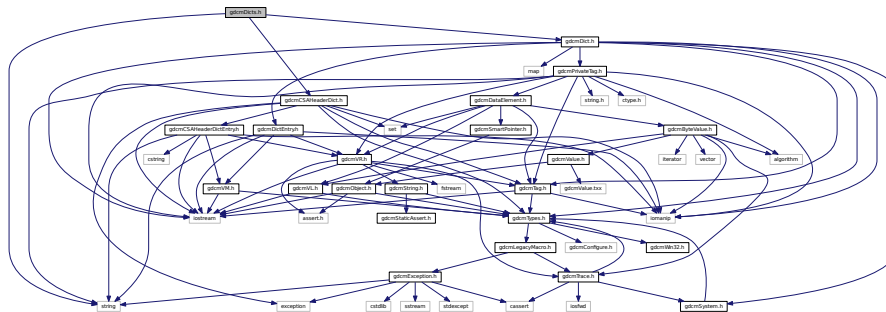 gdcmDicts.h
gdcmDict.h
map
gdcmPrivateTag.h
gdcmCSAHeaderDict.h
gdcmDataElement.h
string.h
ctype.h
gdcmCSAHeaderDictEntry.h
gdcmDictEntry.h
set
gdcmSmartPointer.h
gdcmByteValue.h
cstring
gdcmVR.h
gdcmValue.h
iterator
vector
algorithm
gdcmVM.h
gdcmVL.h
gdcmObject.h
gdcmString.h
fstream
gdcmTag.h
gdcmValue.txx
iostream
assert.h
gdcmStaticAssert.h
gdcmTypes.h
iomanip
gdcmLegacyMacro.h
gdcmConfigure.h
gdcmWin32.h
gdcmException.h
gdcmTrace.h
string
exception
cstdlib
sstream
stdexcept
cassert
iosfwd
gdcmSystem.h